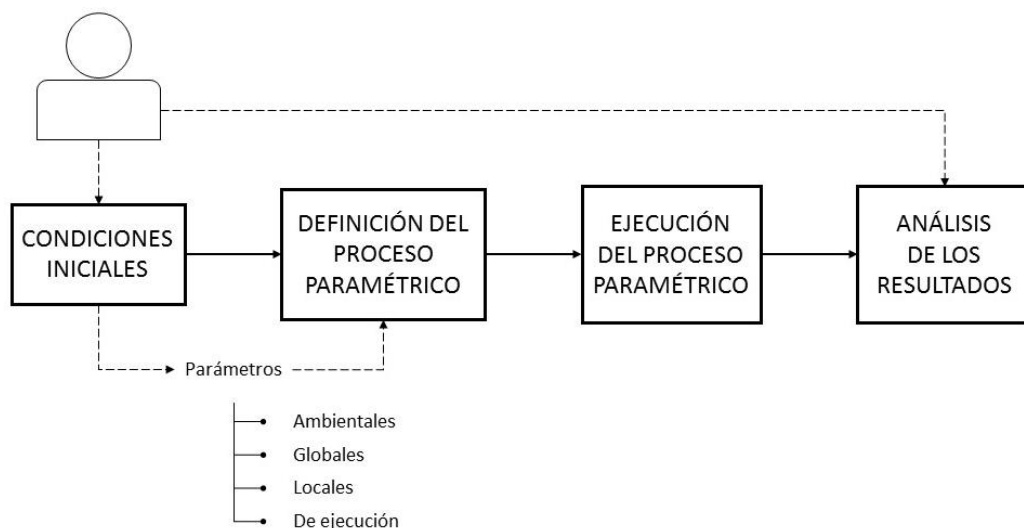 CONDICIONES
INICIALES
DEFINICIÓN DEL
PROCESO
PARAMÉTRICO
EJECUCIÓN
DEL PROCESO
PARAMÉTRICO
ANÁLISIS
DE LOS
RESULTADOS
Parámetros
Ambientales
Globales
Locales
De ejecución